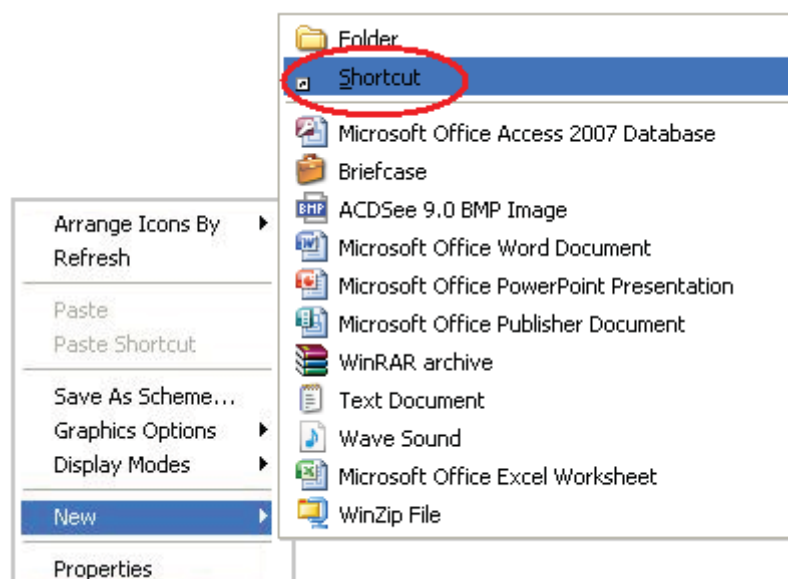 Folder
Shortcut
Microsoft Office Access 2007 Database
Briefcase
BMP
ACDSee 9.0 BMP Image
Microsoft Office Word Document
Microsoft Office PowerPoint Presentation
Microsoft Office Publisher Document
WinRAR archive
Text Document
Wave Sound
Microsoft Office Excel Worksheet
WinZip File
Arrange Icons By
Refresh
Paste
Paste Shortcut
Save As Scheme...
Graphics Options
Display Modes
New
Properties